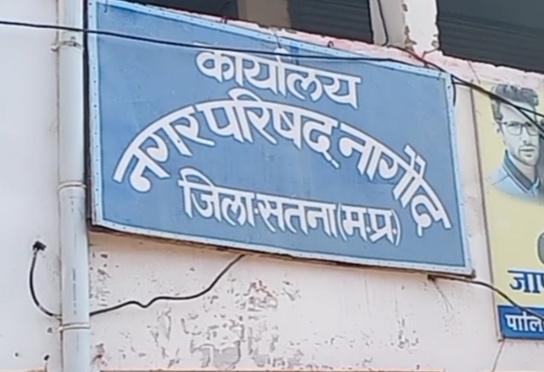 कार्यालय
नगर परिषद् नागौद
जिला-सतना(म.प्र.)